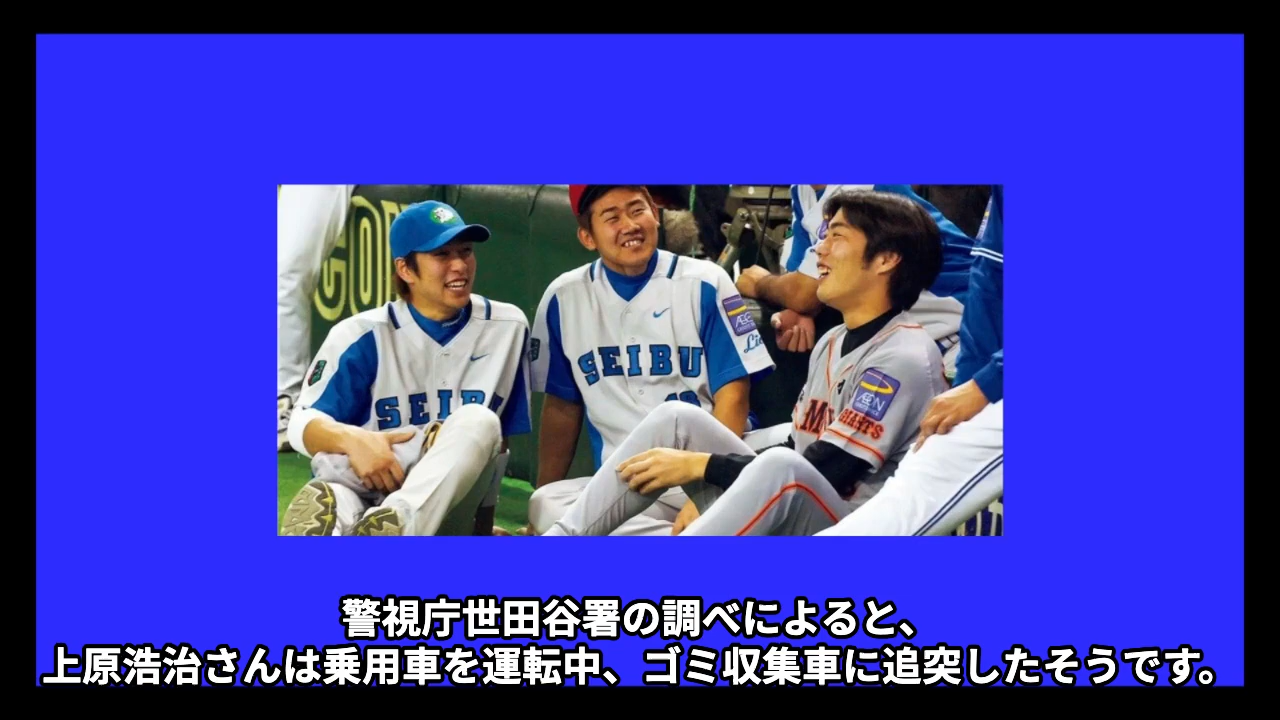 SEIBU
AEON
GIANTS
警視庁世田谷署の調べによると、
上原浩治さんは乗用車を運転中、ゴミ収集車に追突したそうです。